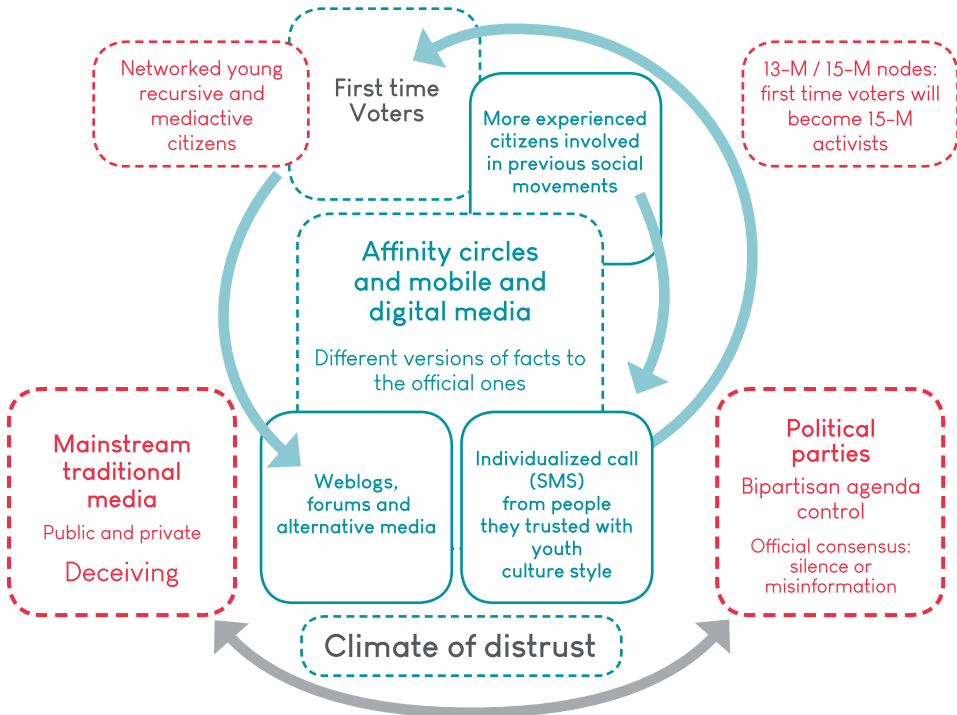 Networked young
recursive and
mediactive
citizens
First time
Voters
More experienced
citizens involved
in previous social
movements
13-M / 15-M nodes:
first time voters will
become 15-M
activists
Affinity circles
and mobile and
digital media
Different versions of facts to
the official ones
Mainstream
traditional
media
Public and private
Deceiving
Weblogs,
forums and
alternative media
Individualized call
(SMS)
from people
they trusted with
youth
culture style
Political
parties
Bipartisan agenda
control
Official consensus:
silence or
misinformation
Climate of distrust